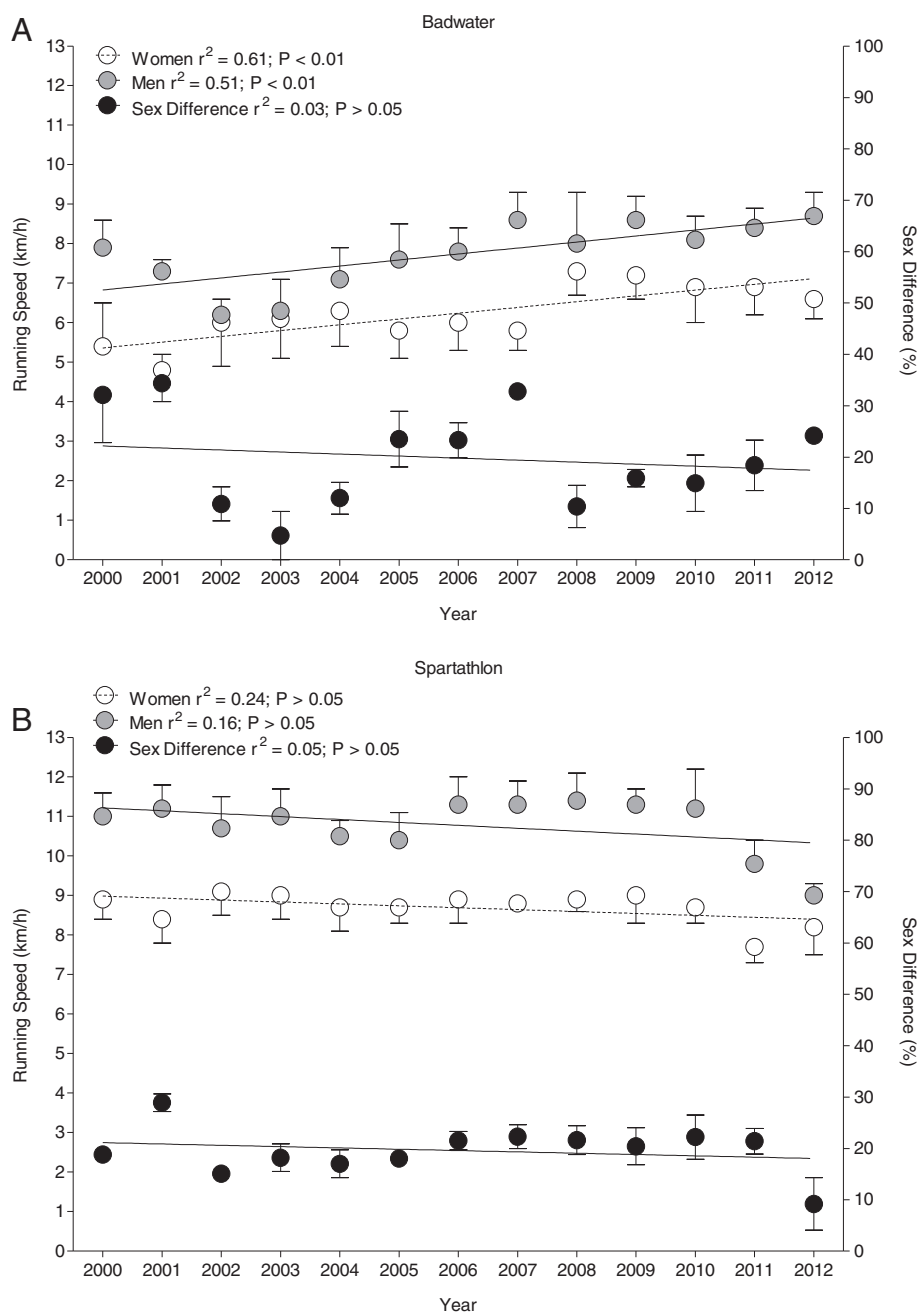 Badwater
A
Women r² = 0.61; P < 0.01
Men r² = 0.51; P < 0.01
Sex Difference r² = 0.03; P > 0.05
13
12
11
10
9
8
7
6
5
4
3
2
1
0
Running Speed (km/h)
100
90
80
70
60
50
40
30
20
10
0
Sex Difference (%)
2000 2001 2002 2003 2004 2005 2006 2007 2008 2009 2010 2011 2012
Year
Spartathlon
B
Women r² = 0.24; P > 0.05
Men r² = 0.16; P > 0.05
Sex Difference r² = 0.05; P > 0.05
13
12
11
10
9
8
7
6
5
4
3
2
1
0
Running Speed (km/h)
100
90
80
70
60
50
40
30
20
10
0
Sex Difference (%)
2000 2001 2002 2003 2004 2005 2006 2007 2008 2009 2010 2011 2012
Year